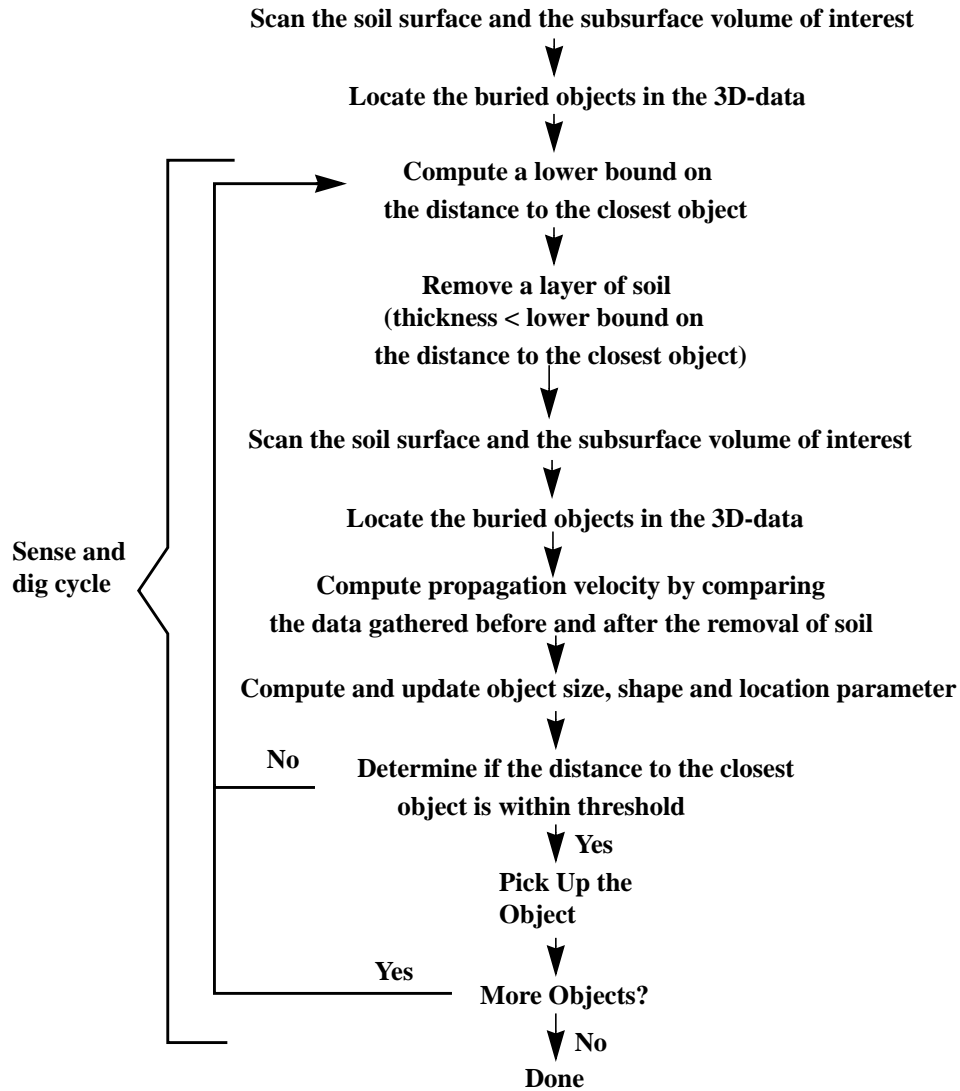 Scan the soil surface and the subsurface volume of interest
Locate the buried objects in the 3D-data
Compute a lower bound on
the distance to the closest object
Remove a layer of soil
(thickness < lower bound on
the distance to the closest object)
Scan the soil surface and the subsurface volume of interest
Locate the buried objects in the 3D-data
Sense and
dig cycle
Compute propagation velocity by comparing
the data gathered before and after the removal of soil
Compute and update object size, shape and location parameter
No
Determine if the distance to the closest
object is within threshold
Yes
Pick Up the
Object
Yes
More Objects?
No
Done